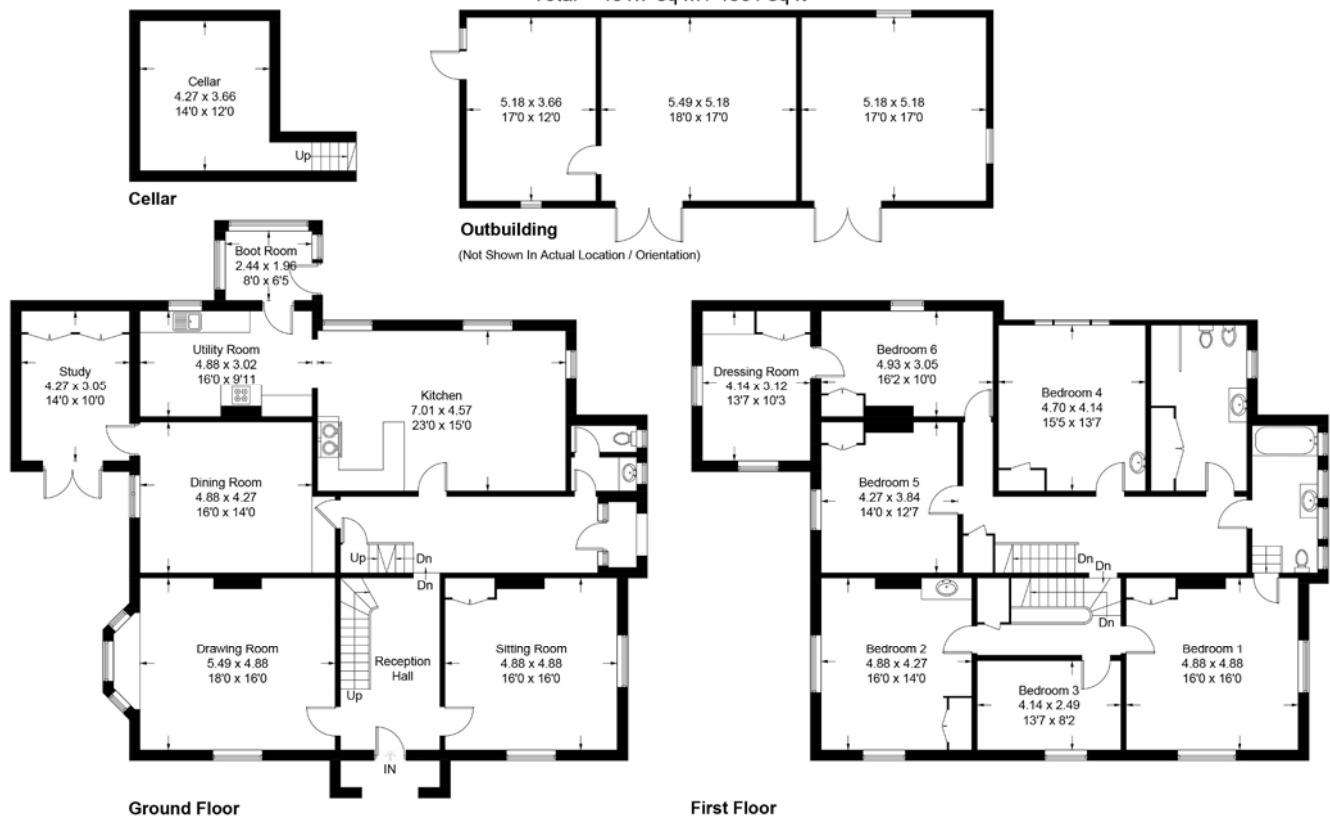 Cellar
4.27 x 3.66
14'0 x 12'0
Up
Cellar
5.18 x 3.66
17'0 x 12'0
5.49 x 5.18
18'0 x 17'0
5.18 x 5.18
17'0 x 17'0
Outbuilding
(Not Shown In Actual Location / Orientation)
Boot Room
2.44 x 1.96
8'0 x 6'5
Utility Room
4.88 x 3.02
16'0 x 9'11
Study
4.27 x 3.05
14'0 x 10'0
Kitchen
7.01 x 4.57
23'0 x 15'0
Dining Room
4.88 x 4.27
16'0 x 14'0
Up
Dn
Dn
Drawing Room
5.49 x 4.88
18'0 x 16'0
Reception
Hall
Up
Sitting Room
4.88 x 4.88
16'0 x 16'0
IN
Ground Floor
Dressing Room
4.14 x 3.12
13'7 x 10'3
Bedroom 6
4.93 x 3.05
16'2 x 10'0
Bedroom 4
4.70 x 4.14
15'5 x 13'7
Bedroom 5
4.27 x 3.84
14'0 x 12'7
Dn
Dn
Dn
Bedroom 2
4.88 x 4.27
16'0 x 14'0
Bedroom 3
4.14 x 2.49
13'7 x 8'2
Bedroom 1
4.88 x 4.88
16'0 x 16'0
First Floor